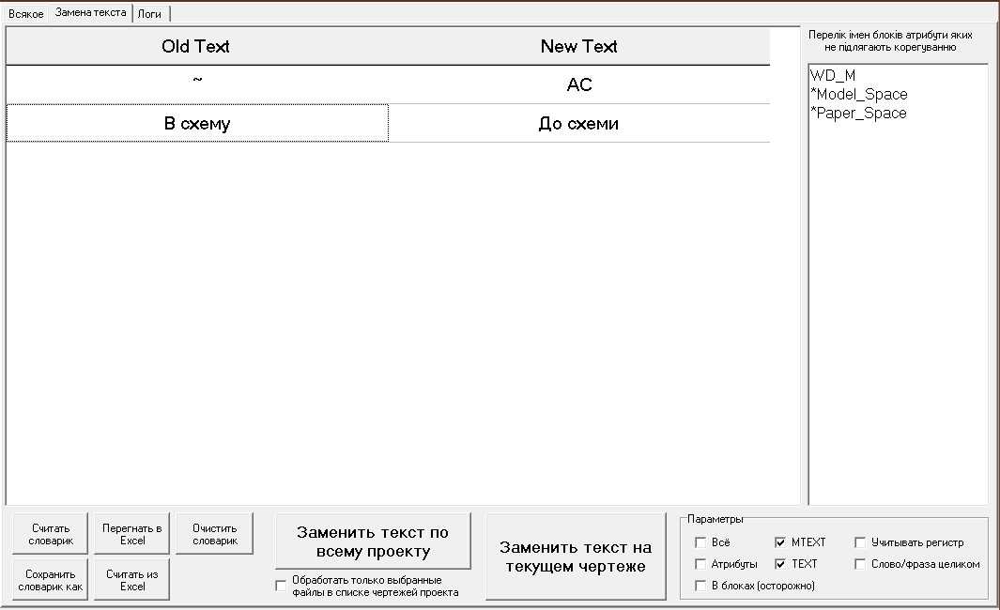 Всякое Замена текста Логи
Old Text New Text
~ AC
В схему До схеми
Перелік імен блоків атрибути яких
не підлягають корегуванню
WD_M
*Model_Space
*Paper_Space
Считать
словарик
Перегнать в
Excel
Очистить
словарик
Сохранить
словарик как
Считать из
Excel
Заменить текст по
всему проекту
Обработать только выбранные
файлы в списке чертежей проекта
Заменить текст на
текущем чертеже
Параметры
Всё MTEXT Учитывать регистр
Атрибуты TEXT Слово/фраза целиком
В блоках (осторожно)